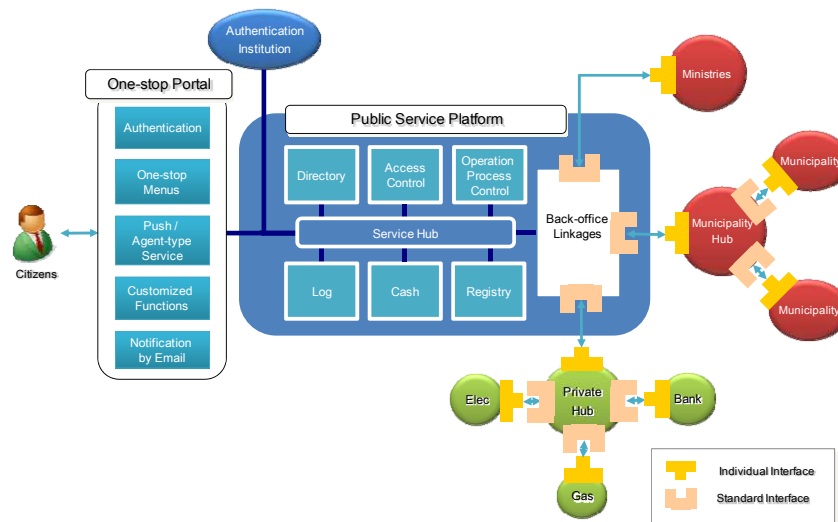 Authentication
Institution
One-stop Portal
Authentication
One-stop
Menus
Push /
Agent-type
Service
Customized
Functions
Notification
by Email
Citizens
Public Service Platform
Directory
Access
Control
Operation
Process
Control
Service Hub
Log
Cash
Registry
Back-office
Linkages
Ministries
Municipality
Municipality
Hub
Municipality
Private
Hub
Elec
Bank
Gas
Individual Interface
Standard Interface